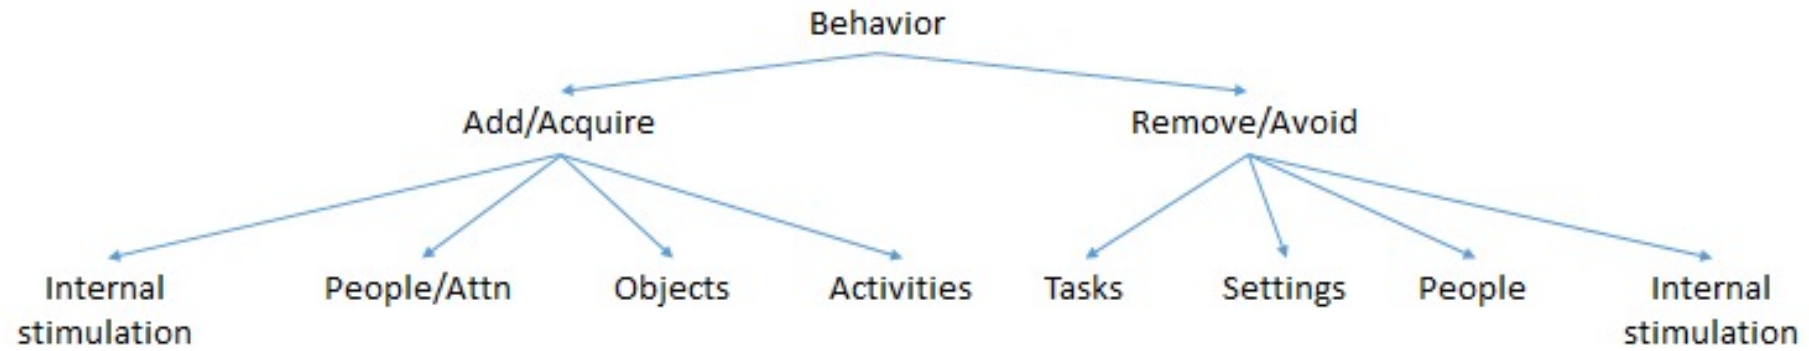 Behavior
Add/Acquire
Remove/Avoid
Internal stimulation
People/Attn
Objects
Activities
Tasks
Settings
People
Internal stimulation